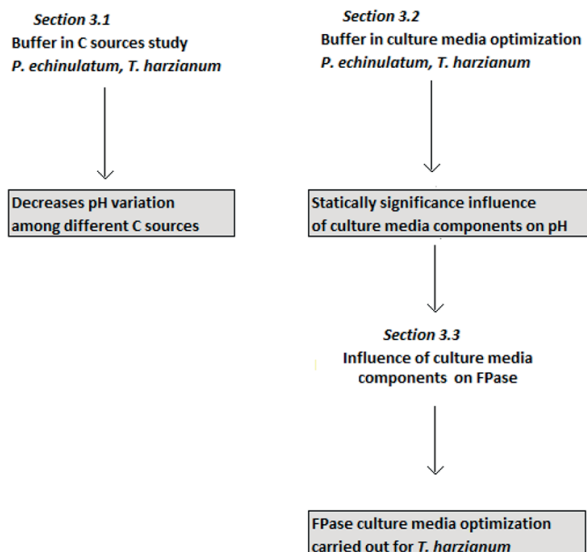 Section 3.1
Buffer in C sources study
P. echinulatum, T. harzianum
Decreases pH variation
among different C sources
Section 3.2
Buffer in culture media optimization
P. echinulatum, T. harzianum
Statically significance influence
of culture media components on pH
Section 3.3
Influence of culture media
components on FPase
FPase culture media optimization
carried out for T. harzianum